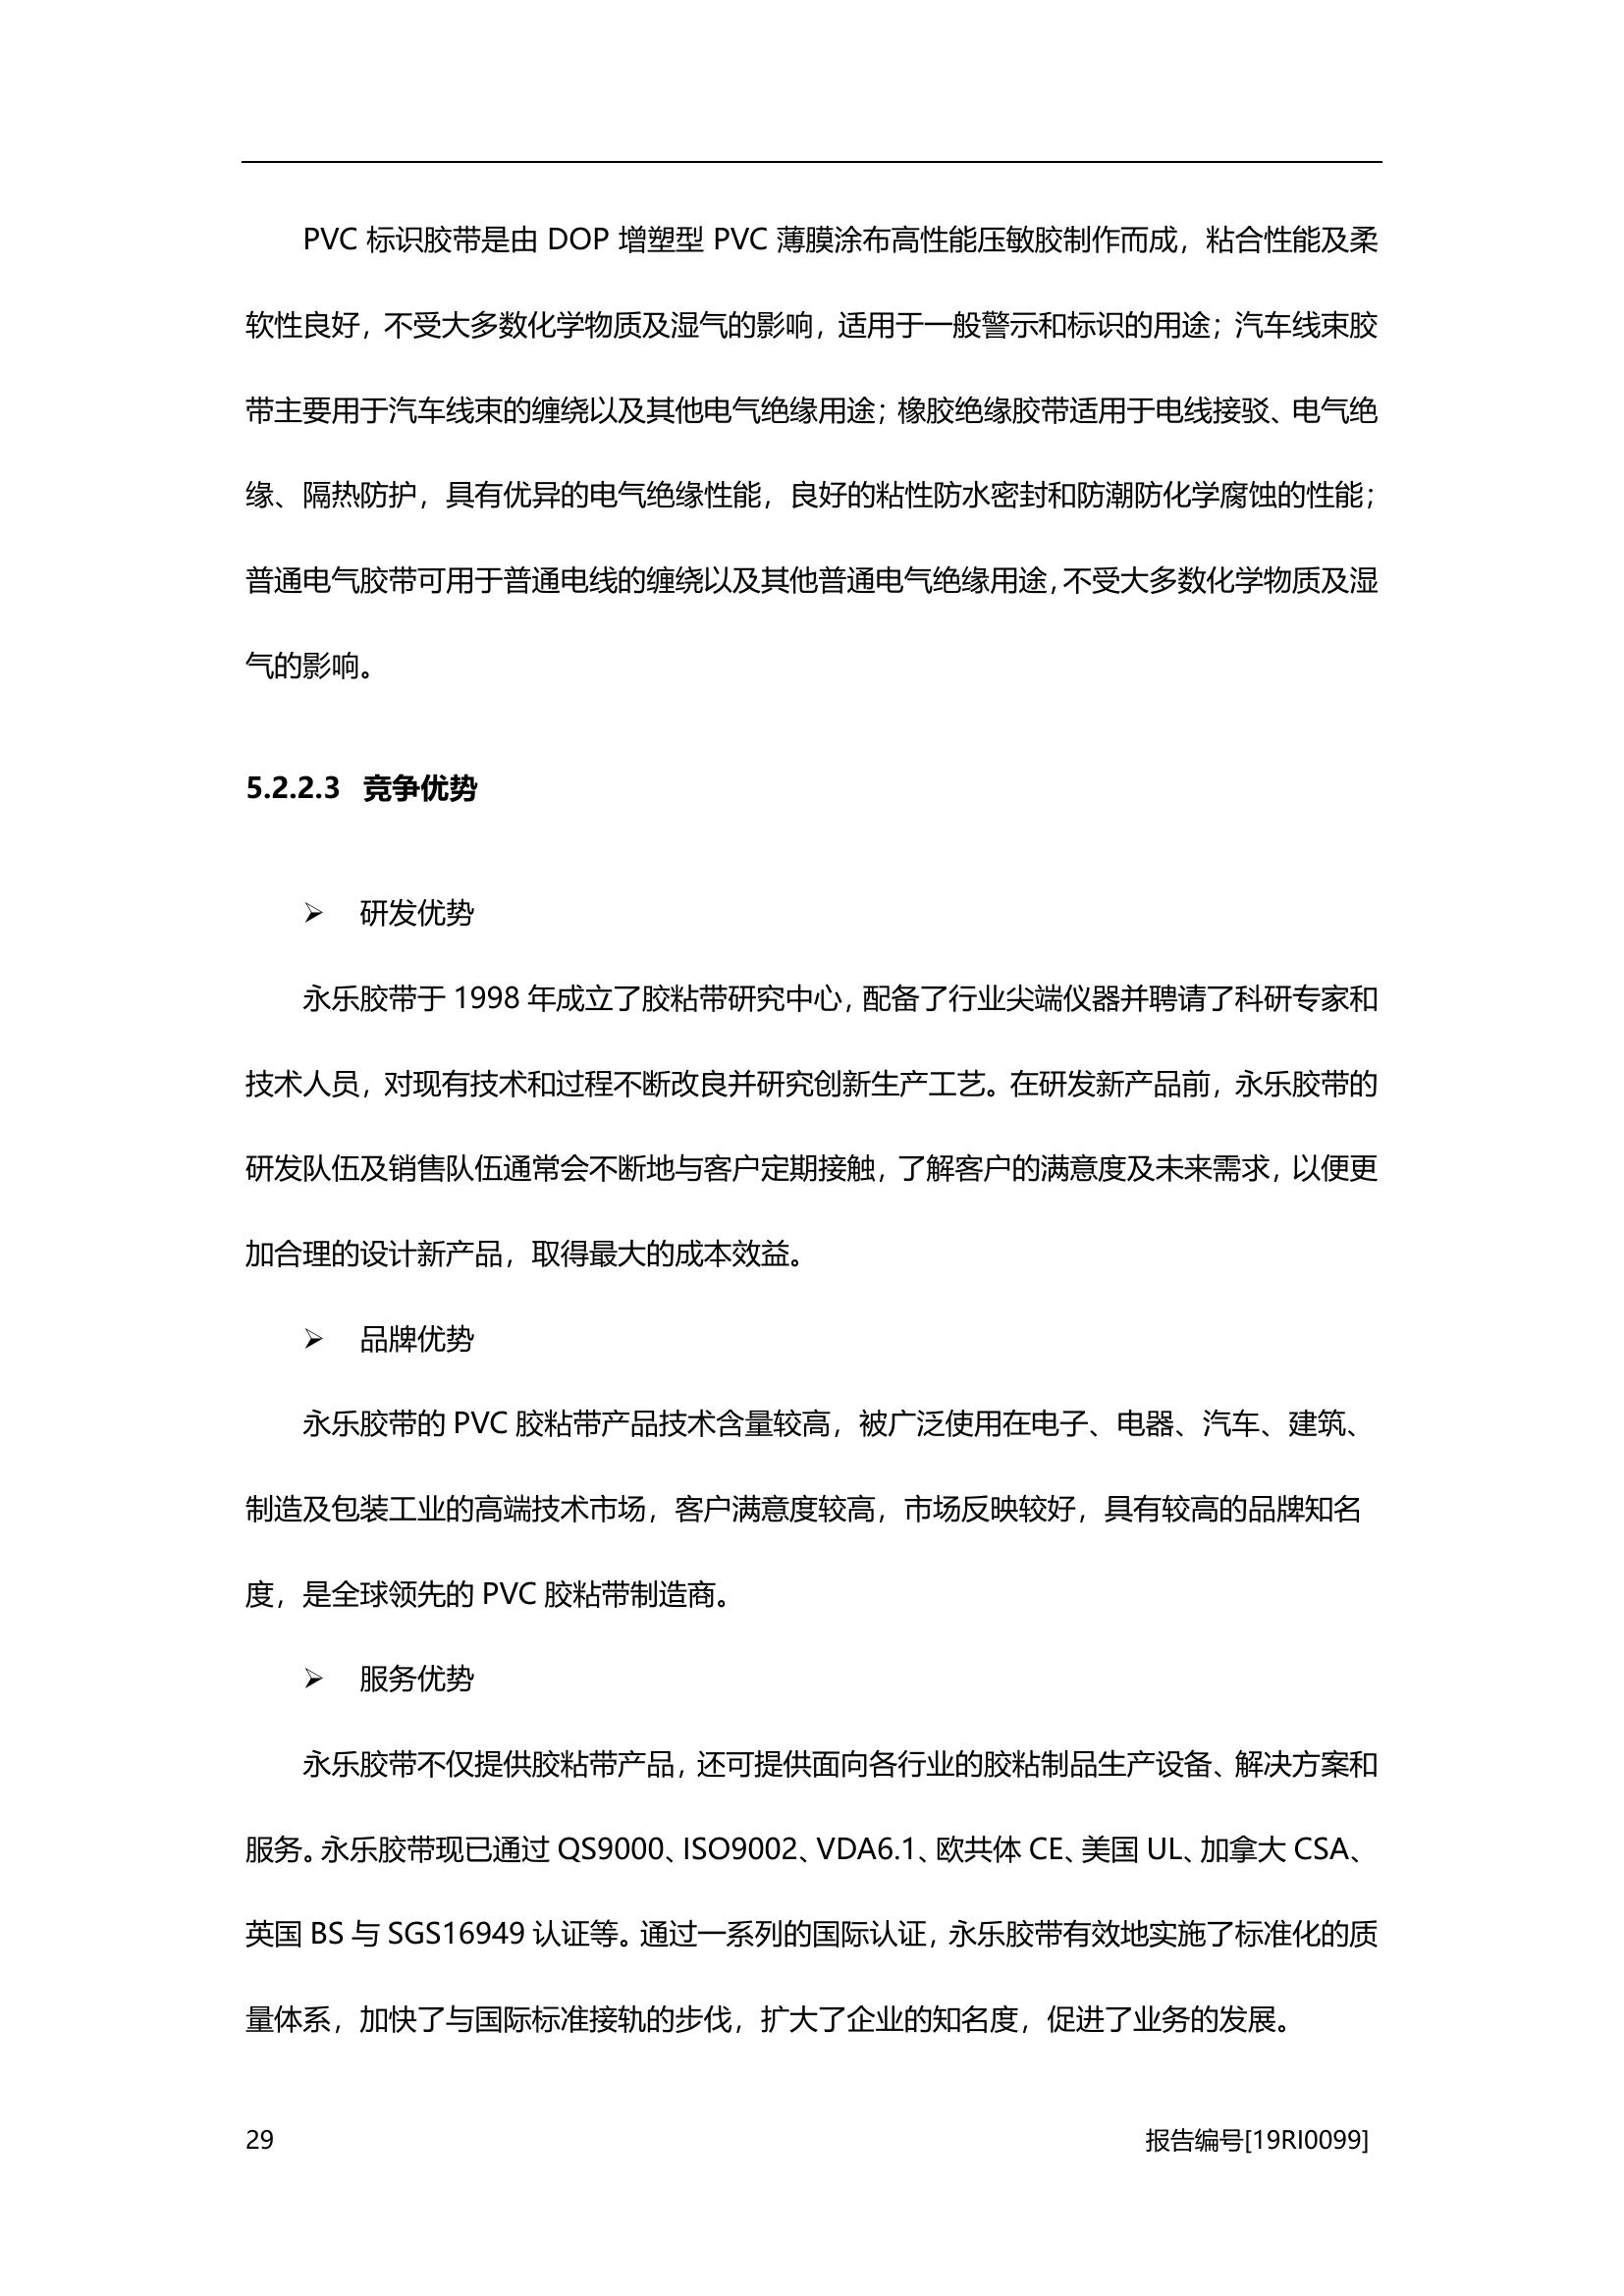 PVC 标识胶带是由 DOP 增塑型 PVC 薄膜涂布高性能压敏胶制作而成，粘合性能及柔
软性良好，不受大多数化学物质及湿气的影响，适用于一般警示和标识的用途；汽车线束胶
带主要用于汽车线束的缠绕以及其他电气绝缘用途；橡胶绝缘胶带适用于电线接驳、电气绝
缘、隔热防护，具有优异的电气绝缘性能，良好的粘性防水密封和防潮防化学腐蚀的性能；
普通电气胶带可用于普通电线的缠绕以及其他普通电气绝缘用途，不受大多数化学物质及湿
气的影响。
5.2.2.3 竞争优势
➢ 研发优势
永乐胶带于 1998 年成立了胶粘带研究中心，配备了行业尖端仪器并聘请了科研专家和
技术人员，对现有技术和过程不断改良并研究创新生产工艺。在研发新产品前，永乐胶带的
研发队伍及销售队伍通常会不断地与客户定期接触，了解客户的满意度及未来需求，以便更
加合理的设计新产品，取得最大的成本效益。
➢ 品牌优势
永乐胶带的 PVC 胶粘带产品技术含量较高，被广泛使用在电子、电器、汽车、建筑、
制造及包装工业的高端技术市场，客户满意度较高，市场反映较好，具有较高的品牌知名
度，是全球领先的 PVC 胶粘带制造商。
➢ 服务优势
永乐胶带不仅提供胶粘带产品，还可提供面向各行业的胶粘制品生产设备、解决方案和
服务。永乐胶带现已通过 QS9000、ISO9002、VDA6.1、欧共体 CE、美国 UL、加拿大 CSA、
英国 BS 与 SGS16949 认证等。通过一系列的国际认证，永乐胶带有效地实施了标准化的质
量体系，加快了与国际标准接轨的步伐，扩大了企业的知名度，促进了业务的发展。
29 报告编号[19RI0099]